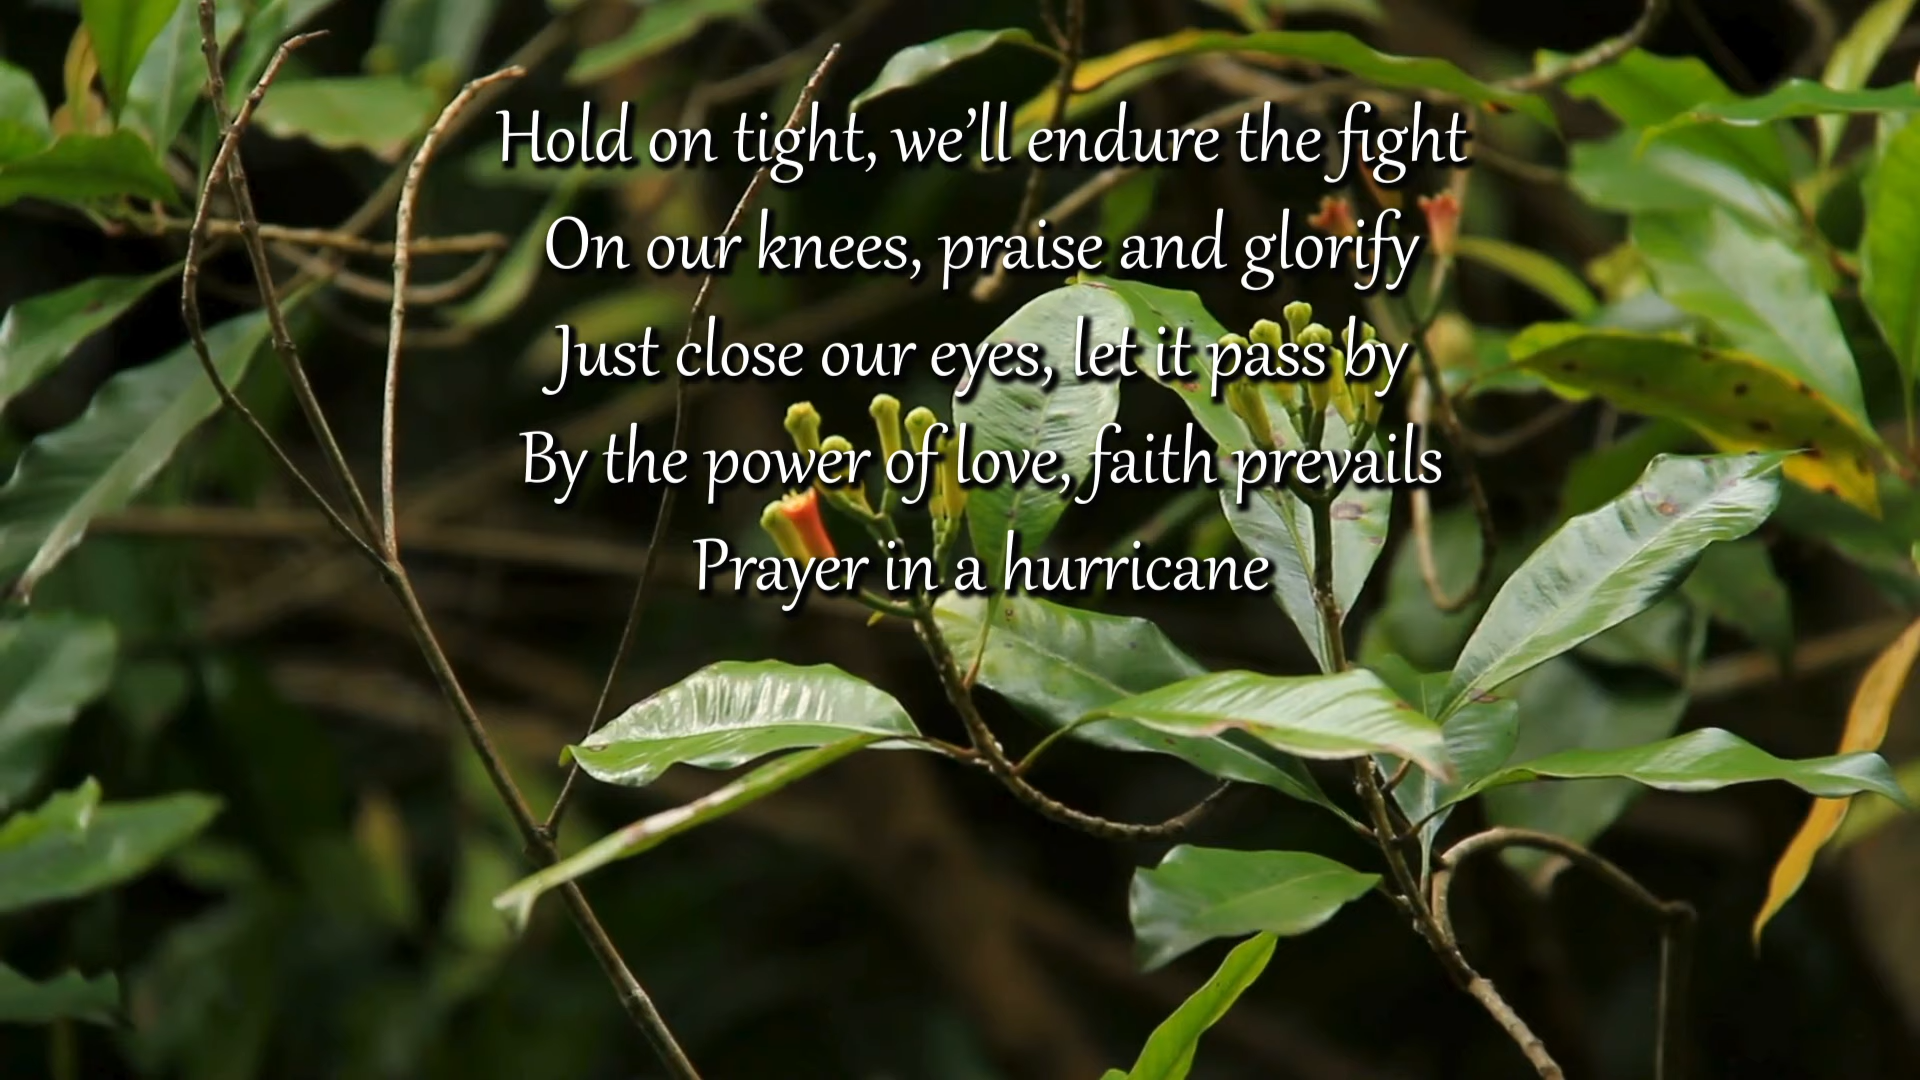 Hold on tight, we’ll endure the fight
On our knees, praise and glorify
Just close our eyes, let it pass by
By the power of love, faith prevails
Prayer in a hurricane